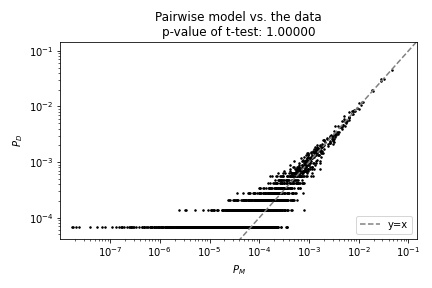 Pairwise model vs. the data
p-value of t-test: 1.00000
10⁻¹
10⁻²
10⁻³
10⁻⁴
P_D
y=x
10⁻⁷ 10⁻⁶ 10⁻⁵ 10⁻⁴ 10⁻³ 10⁻² 10⁻¹
P_M